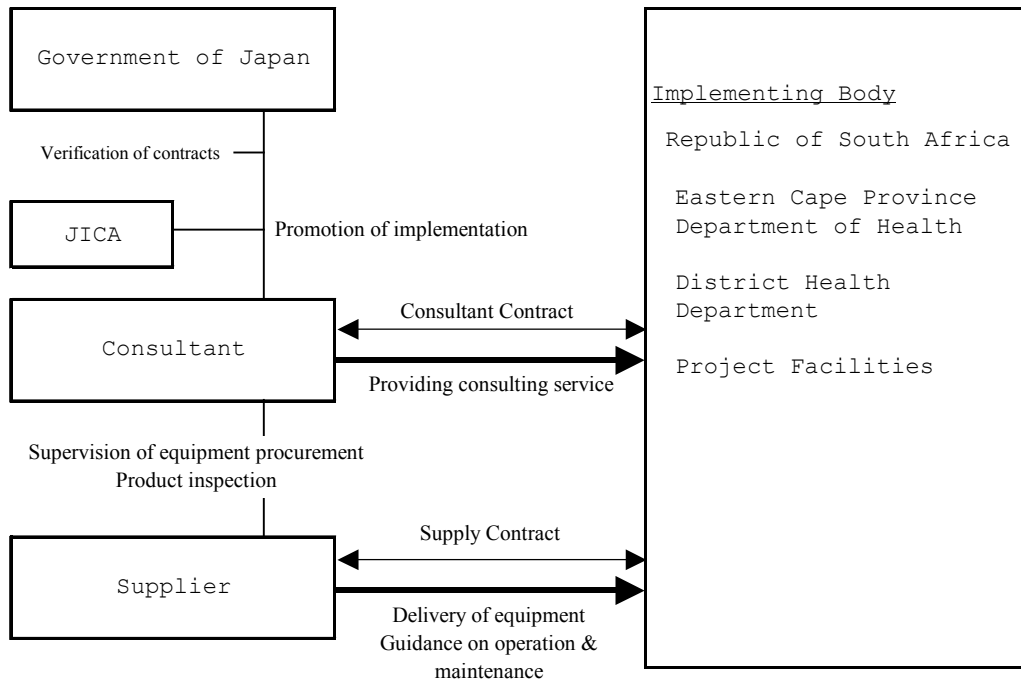 Government of Japan
Verification of contracts
JICA
Promotion of implementation
Consultant
Consultant Contract
Providing consulting service
Supervision of equipment procurement
Product inspection
Supplier
Supply Contract
Delivery of equipment
Guidance on operation &
maintenance
Implementing Body
Republic of South Africa
Eastern Cape Province
Department of Health
District Health
Department
Project Facilities